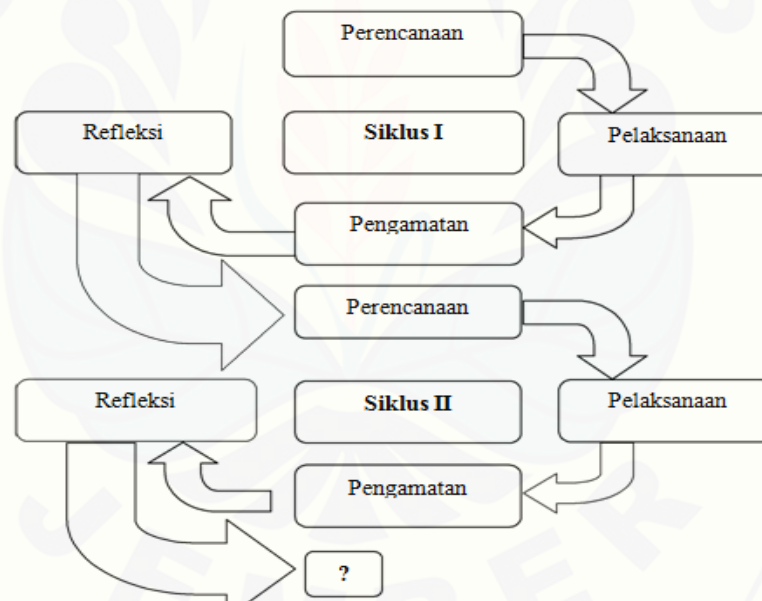 Perencanaan
Refleksi
Siklus I
Pelaksanaan
Pengamatan
Perencanaan
Refleksi
Siklus II
Pelaksanaan
Pengamatan
?